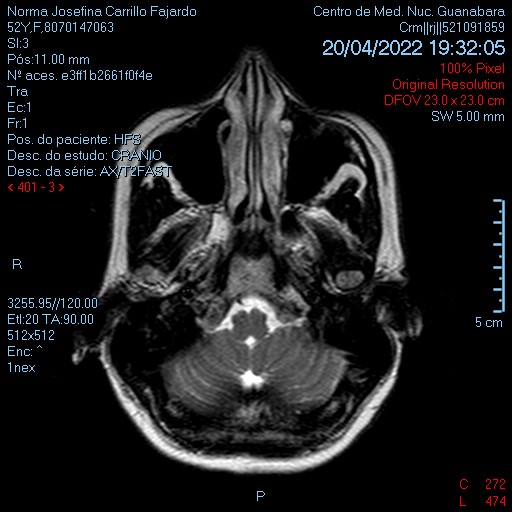 Norma Josefina Carrillo Fajardo
52Y,F,8070147063
Sl:3
Pós:11.00 mm
Nº aces. e3ff1b2661f0f4e
Tra
Ec:1
Fr:1
Pos. do paciente: HFS
Desc. do estudo: CRANIO
Desc. da série: AX/T2FAST
< 401 - 3 >
Centro de Med. Nuc. Guanabara
Crm||rj||521091859
20/04/2022 19:32:05
100% Pixel
Original Resolution
DFOV 23.0 x 23.0 cm
SW 5.00 mm
R
5 cm
3255.95//120.00
Etl:20 TA:90.00
512x512
Enc: ^
1nex
P
C 272
L 474